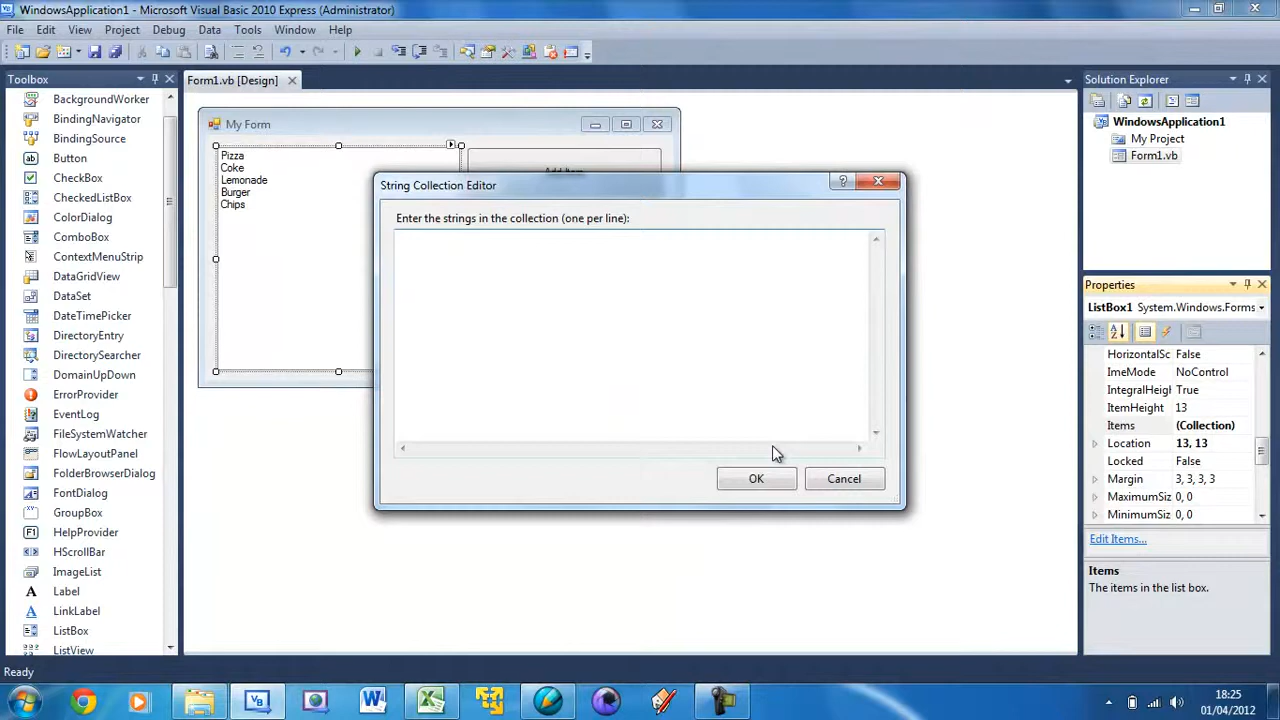 WindowsApplication1 - Microsoft Visual Basic 2010 Express (Administrator)
File Edit View Project Debug Data Tools Window Help
Toolbox
BackgroundWorker
BindingNavigator
BindingSource
Button
CheckBox
CheckedListBox
ColorDialog
ComboBox
ContextMenuStrip
DataGridView
DataSet
DateTimePicker
DirectoryEntry
DirectorySearcher
DomainUpDown
ErrorProvider
EventLog
FileSystemWatcher
FlowLayoutPanel
FolderBrowserDialog
FontDialog
GroupBox
HelpProvider
HScrollBar
ImageList
Label
LinkLabel
ListBox
ListView
Form1.vb [Design]
My Form
Pizza
Coke
Lemonade
Burger
Chips
Add Item
String Collection Editor
Enter the strings in the collection (one per line):
OK Cancel
Solution Explorer
WindowsApplication1
My Project
Form1.vb
Properties
ListBox1 System.Windows.Forms
HorizontalSc False
ImeMode NoControl
IntegralHeigh True
ItemHeight 13
Items (Collection)
Location 13, 13
Locked False
Margin 3, 3, 3, 3
MaximumSiz 0, 0
MinimumSiz 0, 0
Edit Items...
Items
The items in the list box.
Ready
18:25
01/04/2012